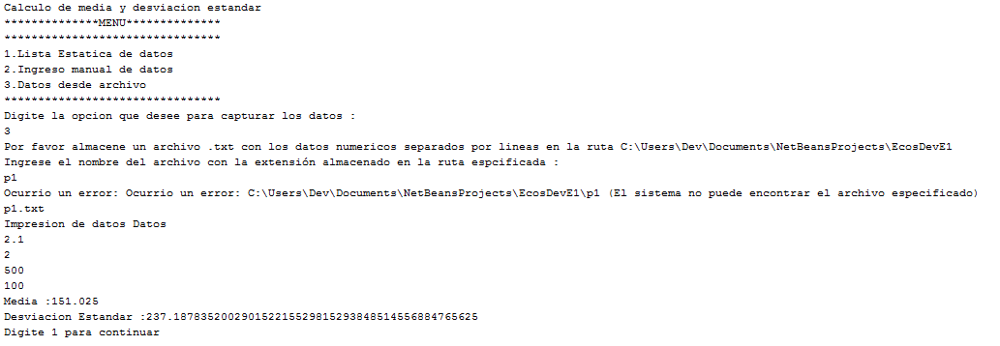 Calculo de media y desviacion estandar
**************MENU**************
********************************
1.Lista Estatica de datos
2.Ingreso manual de datos
3.Datos desde archivo
********************************
Digite la opcion que desee para capturar los datos :
3
Por favor almacene un archivo .txt con los datos numericos separados por lineas en la ruta C:\Users\Dev\Documents\NetBeansProjects\EcosDevE1
Ingrese el nombre del archivo con la extensión almacenado en la ruta espcificada :
p1
Ocurrio un error: Ocurrio un error: C:\Users\Dev\Documents\NetBeansProjects\EcosDevE1\p1 (El sistema no puede encontrar el archivo especificado)
p1.txt
Impresion de datos Datos
2.1
2
500
100
Media :151.025
Desviacion Estandar :237.1878352002901522155298152938485145568847​65625
Digite 1 para continuar